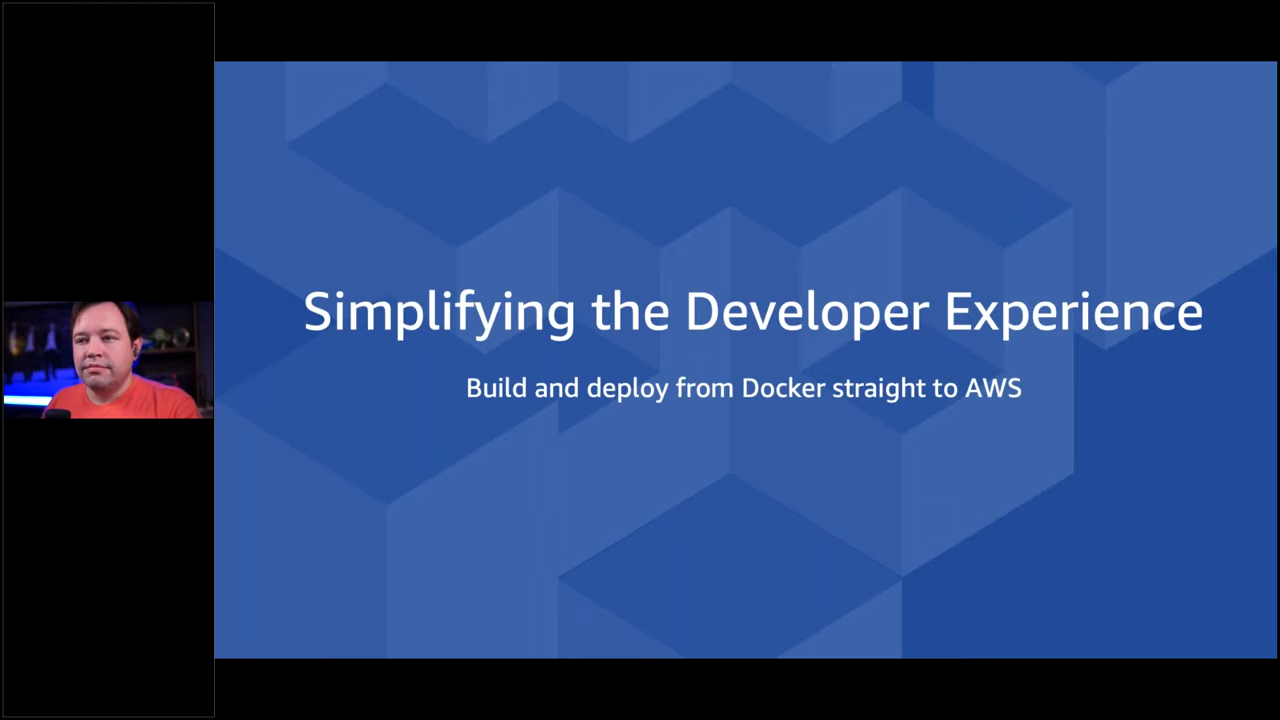 Simplifying the Developer Experience
Build and deploy from Docker straight to AWS